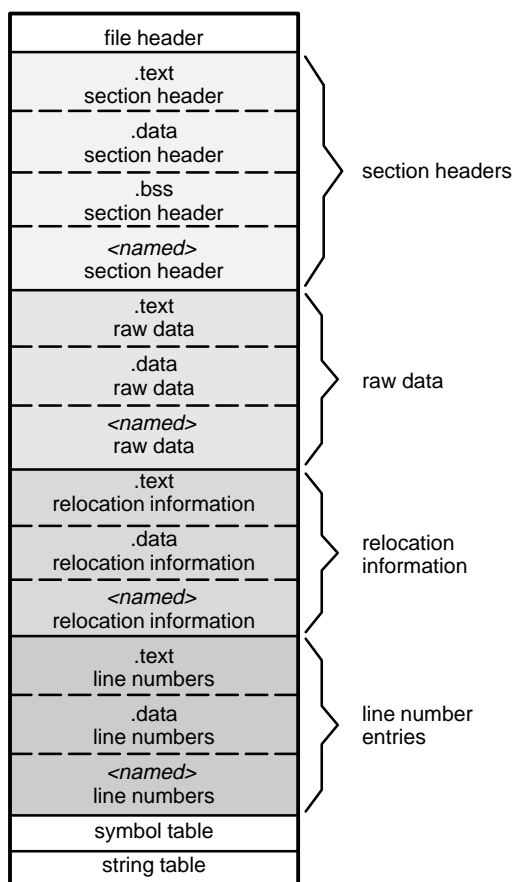 file header
.text
section header
.data
section header
.bss
section header
<named>
section header
section headers
.text
raw data
.data
raw data
<named>
raw data
raw data
.text
relocation information
.data
relocation information
<named>
relocation information
relocation
information
.text
line numbers
.data
line numbers
<named>
line numbers
line number
entries
symbol table
string table